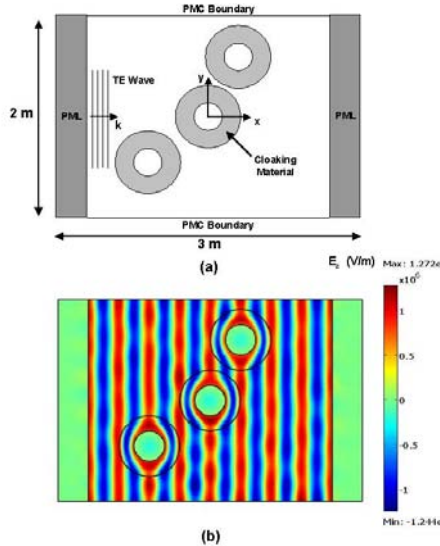 PMC Boundary
TE Wave
y
2 m
PML
k
x
PML
Cloaking
Material
PMC Boundary
3 m
(a)
E_z (V/m)
Max: 1.272e
x10^6
1
0.5
0
-0.5
-1
Min: -1.244e
(b)